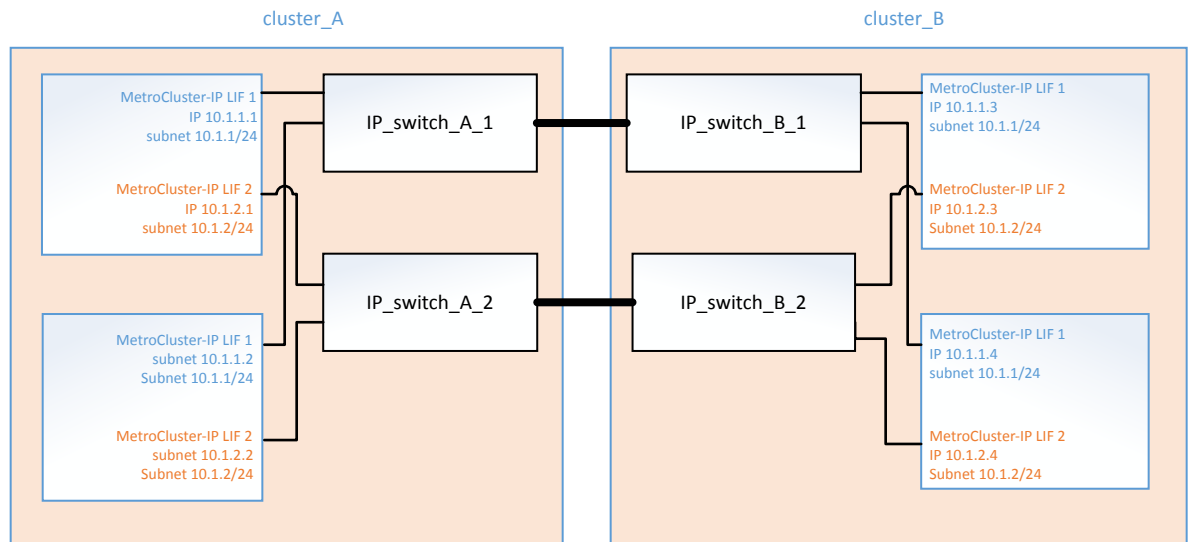 cluster_A
cluster_B
MetroCluster-IP LIF 1
IP 10.1.1.1
subnet 10.1.1/24
MetroCluster-IP LIF 2
IP 10.1.2.1
subnet 10.1.2/24
IP_switch_A_1
IP_switch_B_1
MetroCluster-IP LIF 1
IP 10.1.1.3
subnet 10.1.1/24
MetroCluster-IP LIF 2
IP 10.1.2.3
Subnet 10.1.2/24
IP_switch_A_2
IP_switch_B_2
MetroCluster-IP LIF 1
subnet 10.1.1.2
Subnet 10.1.1/24
MetroCluster-IP LIF 2
subnet 10.1.2.2
Subnet 10.1.2/24
MetroCluster-IP LIF 1
IP 10.1.1.4
subnet 10.1.1/24
MetroCluster-IP LIF 2
IP 10.1.2.4
Subnet 10.1.2/24